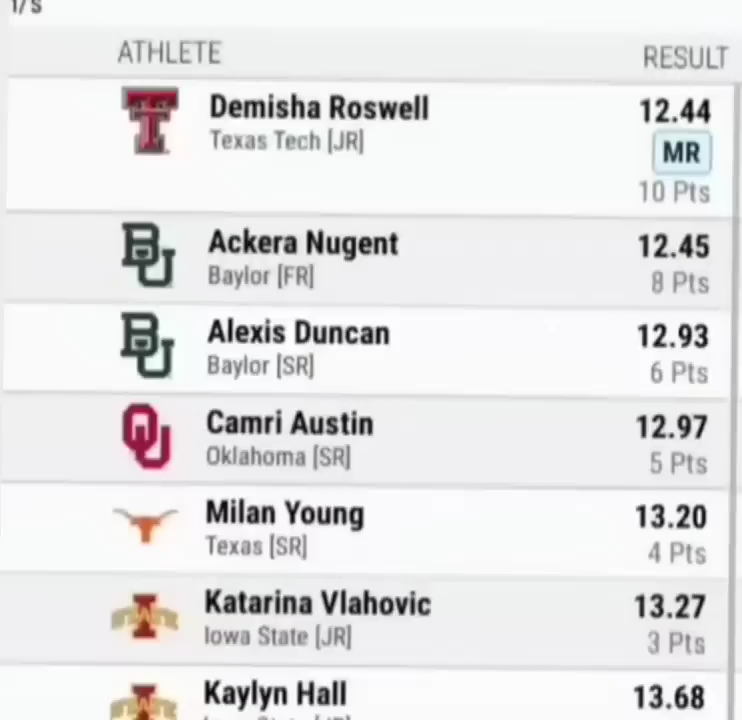 ATHLETE RESULT
Demisha Roswell 12.44
Texas Tech [JR] MR
10 Pts
Ackera Nugent 12.45
Baylor [FR] 8 Pts
Alexis Duncan 12.93
Baylor [SR] 6 Pts
Camri Austin 12.97
Oklahoma [SR] 5 Pts
Milan Young 13.20
Texas [SR] 4 Pts
Katarina Vlahovic 13.27
Iowa State [JR] 3 Pts
Kaylyn Hall 13.68